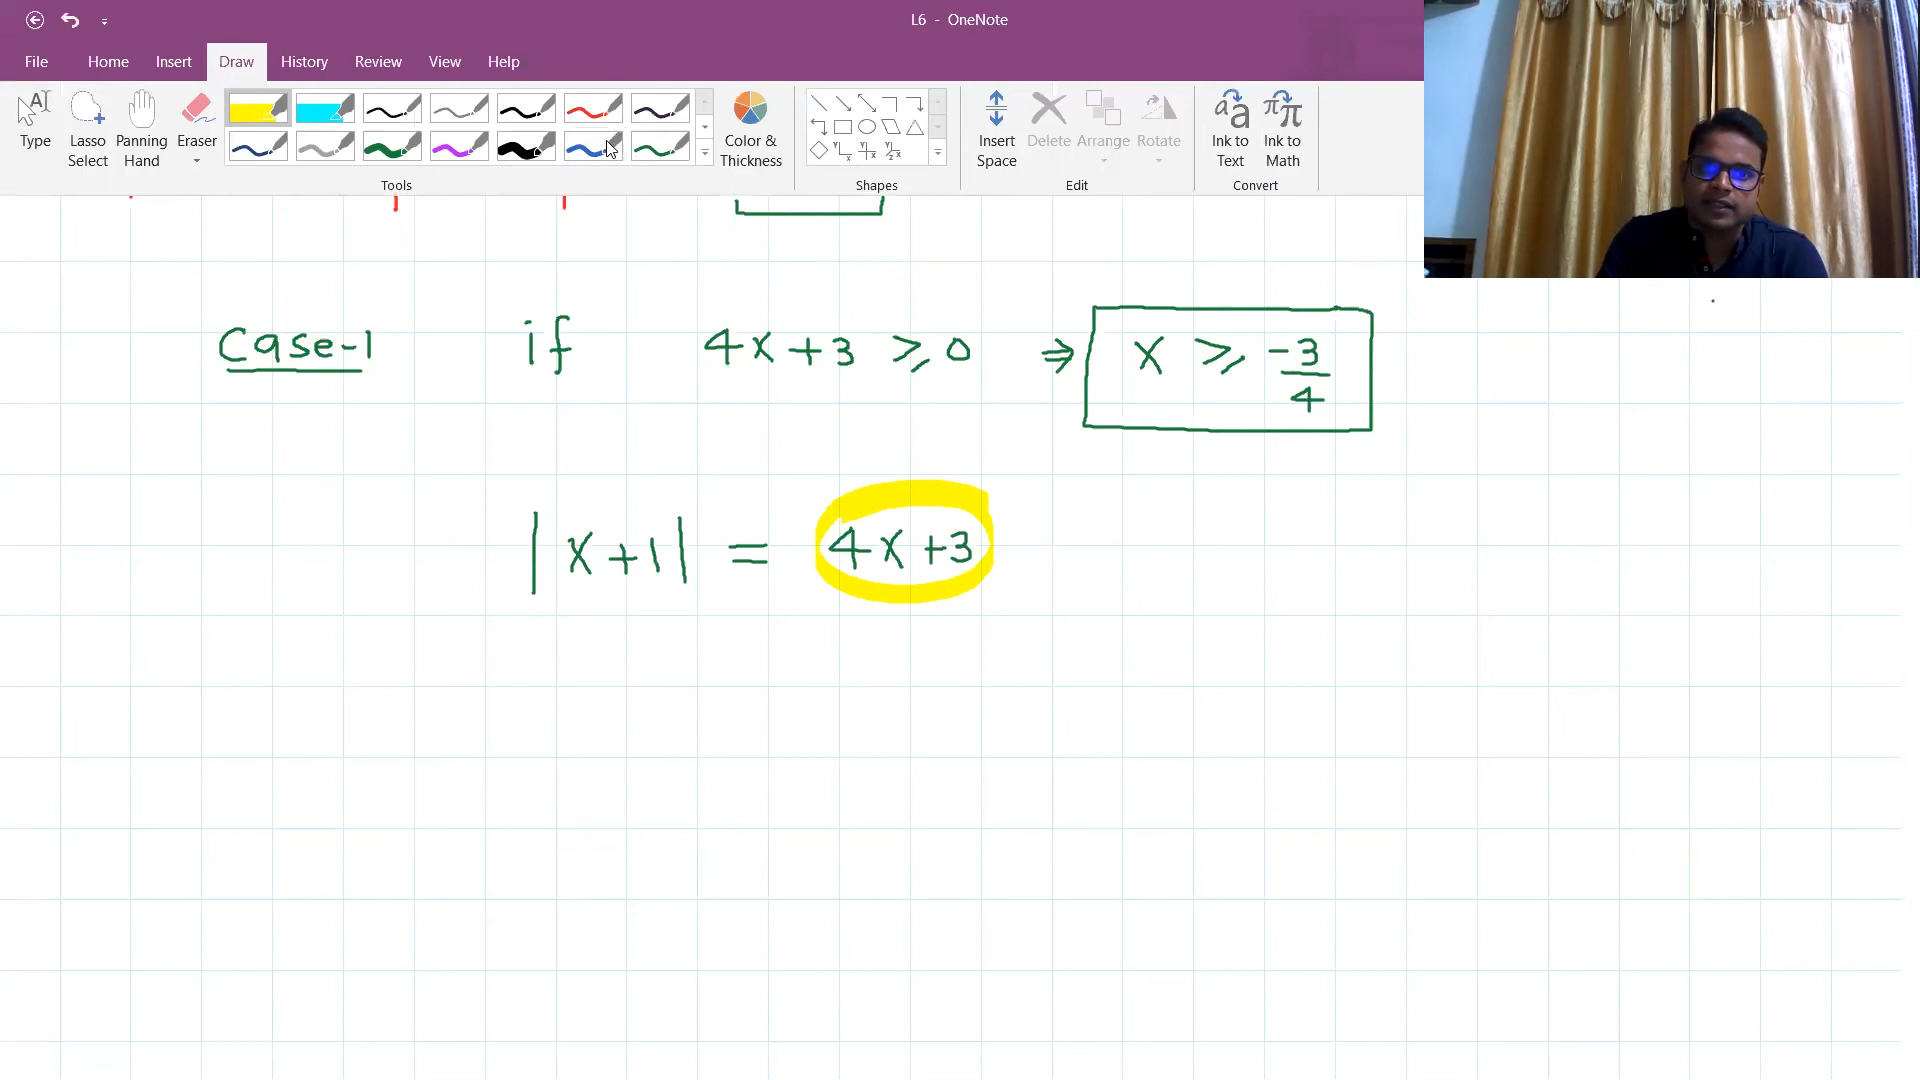 L6 - OneNote
File Home Insert Draw History Review View Help
Type Lasso Select Panning Hand Eraser Color & Thickness Insert Space Delete Arrange Rotate Ink to Text Ink to Math
Tools Shapes Edit Convert
Case-1 if 4x+3 ≥ 0 ⇒ x ≥ -3/4
|x+1| = 4x+3